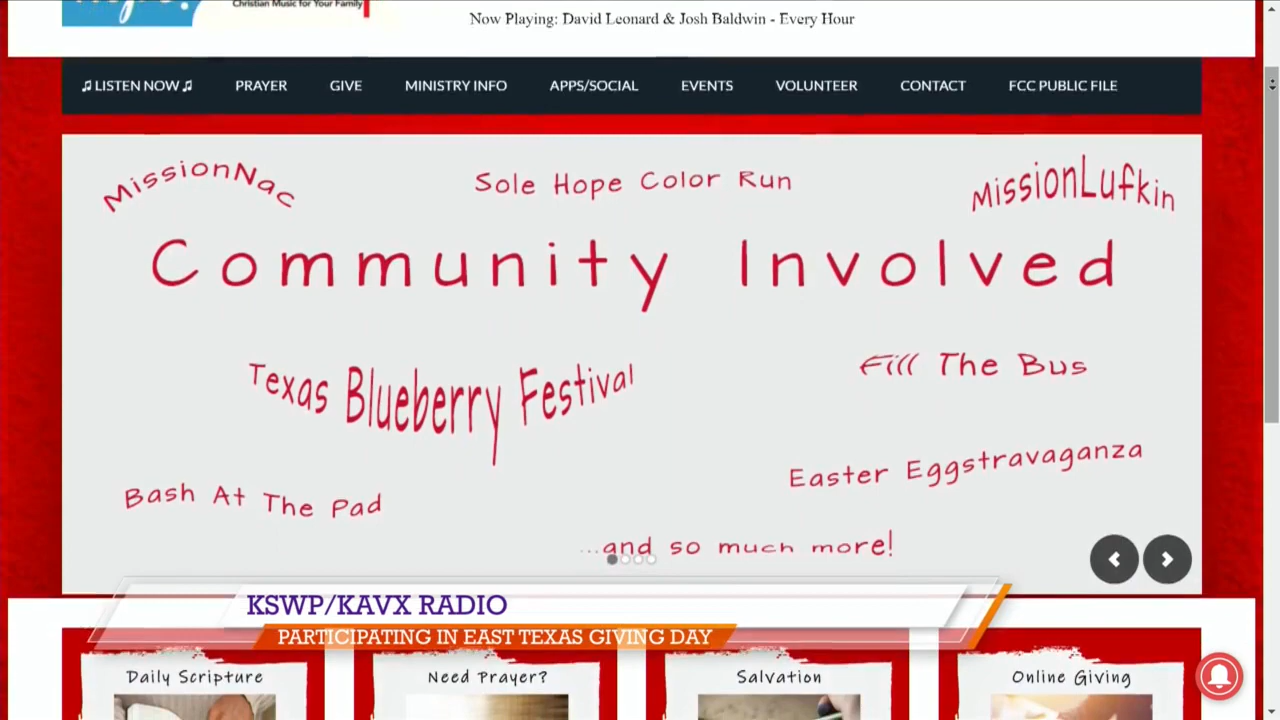 Christian Music for Your Family
Now Playing: David Leonard & Josh Baldwin - Every Hour
♫ LISTEN NOW ♫ PRAYER GIVE MINISTRY INFO APPS/SOCIAL EVENTS VOLUNTEER CONTACT FCC PUBLIC FILE
MissionNac Sole Hope Color Run MissionLufkin
Community Involved
Texas Blueberry Festival Fill The Bus
Easter Eggstravaganza
Bash At The Pad
...and so much more!
KSWP/KAVX RADIO
PARTICIPATING IN EAST TEXAS GIVING DAY
Daily Scripture Need Prayer? Salvation Online Giving